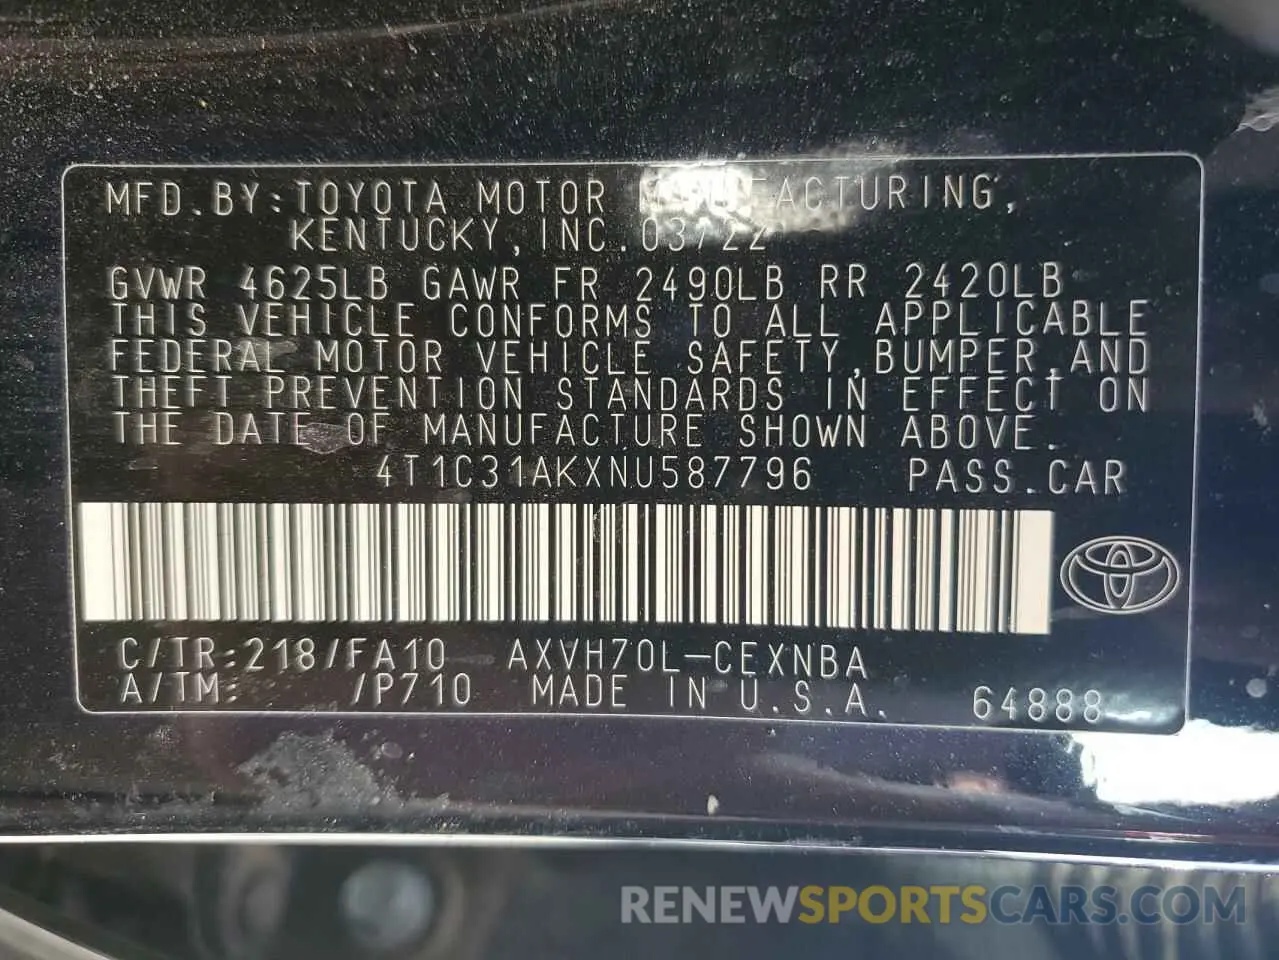 MFD. BY: TOYOTA MOTOR MANUFACTURING,
KENTUCKY, INC. 03/22
GVWR 4625LB GAWR FR 2490LB RR 2420LB
THIS VEHICLE CONFORMS TO ALL APPLICABLE
FEDERAL MOTOR VEHICLE SAFETY, BUMPER, AND
THEFT PREVENTION STANDARDS IN EFFECT ON
THE DATE OF MANUFACTURE SHOWN ABOVE.
4T1C31AKXNU587796 PASS. CAR
C/TR: 218/FA10 AXVH70L-CEXNBA
A/TM: /P710 MADE IN U.S.A. 64888
RENEWSPORTSCARS.COM